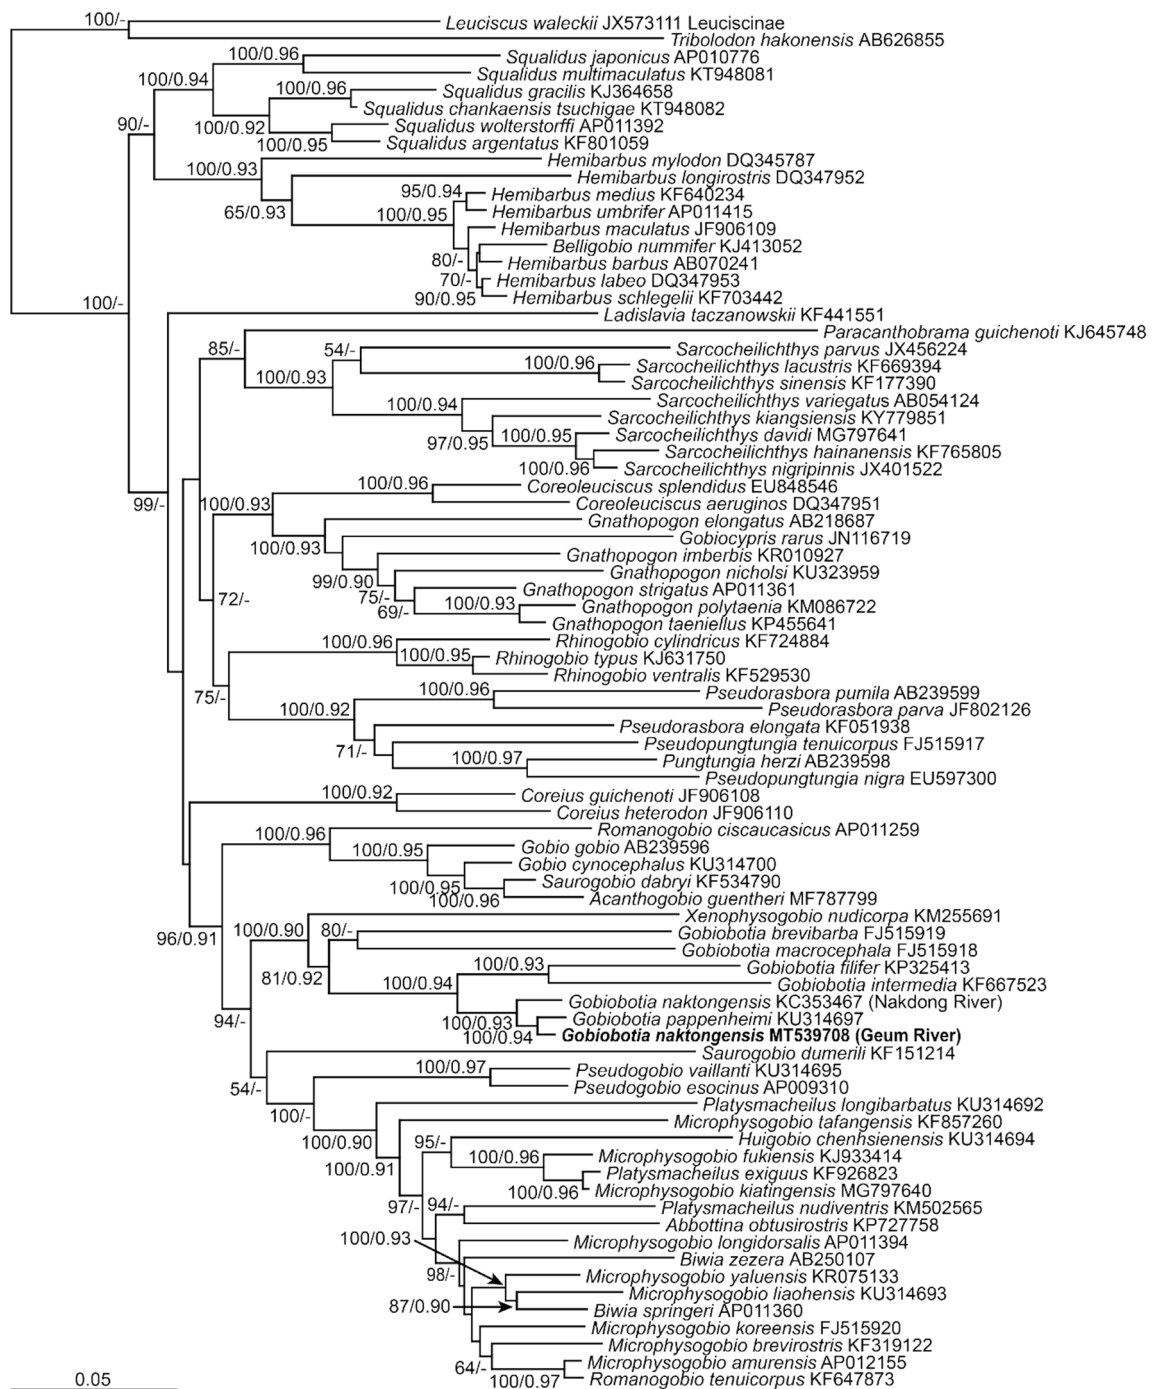 100/-
Leuciscus waleckii JX573111 Leuciscinae
Tribolodon hakonensis AB626855
100/0.96
Squalidus japonicus AP010776
Squalidus multimaculatus KT948081
100/0.94
100/0.96
Squalidus gracilis KJ364658
Squalidus chankaensis tsuchigae KT948082
90/-
100/0.92
Squalidus wolterstorffi AP011392
100/0.95
Squalidus argentatus KF801059
100/0.93
Hemibarbus mylodon DQ345787
Hemibarbus longirostris DQ347952
65/0.93
95/0.94
Hemibarbus medius KF640234
Hemibarbus umbrifer AP011415
100/0.95
Hemibarbus maculatus JF906109
Belligobio nummifer KJ413052
80/-
Hemibarbus barbus AB070241
70/-
Hemibarbus labeo DQ347953
90/0.95
Hemibarbus schlegelii KF703442
100/-
Ladislavia taczanowskii KF441551
Paracanthobrama guichenoti KJ645748
85/-
54/-
Sarcocheilichthys parvus JX456224
100/0.96
Sarcocheilichthys lacustris KF669394
100/0.93
Sarcocheilichthys sinensis KF177390
100/0.94
Sarcocheilichthys variegatus AB054124
Sarcocheilichthys kiangsiensis KY779851
97/0.95
100/0.95
Sarcocheilichthys davidi MG797641
Sarcocheilichthys hainanensis KF765805
100/0.96
Sarcocheilichthys nigripinnis JX401522
100/0.96
Coreoleuciscus splendidus EU848546
99/-
100/0.93
Coreoleuciscus aeruginos DQ347951
Gnathopogon elongatus AB218687
100/0.93
Gobiocypris rarus JN116719
Gnathopogon imberbis KR010927
99/0.90
Gnathopogon nicholsi KU323959
75/-
Gnathopogon strigatus AP011361
72/-
69/-
100/0.93
Gnathopogon polytaenia KM086722
Gnathopogon taeniellus KP455641
100/0.96
Rhinogobio cylindricus KF724884
100/0.95
Rhinogobio typus KJ631750
Rhinogobio ventralis KF529530
75/-
100/0.96
Pseudorasbora pumila AB239599
100/0.92
Pseudorasbora parva JF802126
Pseudorasbora elongata KF051938
71/-
Pseudopungtungia tenuicorpus FJ515917
100/0.97
Pungtungia herzi AB239598
Pseudopungtungia nigra EU597300
100/0.92
Coreius guichenoti JF906108
Coreius heterodon JF906110
100/0.96
Romanogobio ciscaucasicus AP011259
100/0.95
Gobio gobio AB239596
Gobio cynocephalus KU314700
100/0.95
Saurogobio dabryi KF534790
100/0.96
Acanthogobio guentheri MF787799
96/0.91
100/0.90
Xenophysogobio nudicorpa KM255691
80/-
Gobiobotia brevibarba FJ515919
Gobiobotia macrocephala FJ515918
81/0.92
100/0.93
Gobiobotia filifer KP325413
100/0.94
Gobiobotia intermedia KF667523
Gobiobotia naktongensis KC353467 (Nakdong River)
94/-
100/0.93
Gobiobotia pappenheimi KU314697
100/0.94
Gobiobotia naktongensis MT539708 (Geum River)
Saurogobio dumerili KF151214
54/-
100/0.97
Pseudogobio vaillanti KU314695
Pseudogobio esocinus AP009310
100/-
Platysmacheilus longibarbatus KU314692
Microphysogobio tafangensis KF857260
100/0.90
95/-
Huigobio chenhsienensis KU314694
100/0.91
100/0.96
Microphysogobio fukiensis KJ933414
Platysmacheilus exiguus KF926823
100/0.96
Microphysogobio kiatingensis MG797640
97/-
94/-
Platysmacheilus nudiventris KM502565
Abbottina obtusirostris KP727758
100/0.93
Microphysogobio longidorsalis AP011394
Biwia zezera AB250107
98/-
Microphysogobio yaluensis KR075133
Microphysogobio liaohensis KU314693
87/0.90
Biwia springeri AP011360
Microphysogobio koreensis FJ515920
Microphysogobio brevirostris KF319122
64/-
Microphysogobio amurensis AP012155
100/0.97
Romanogobio tenuicorpus KF647873
0.05